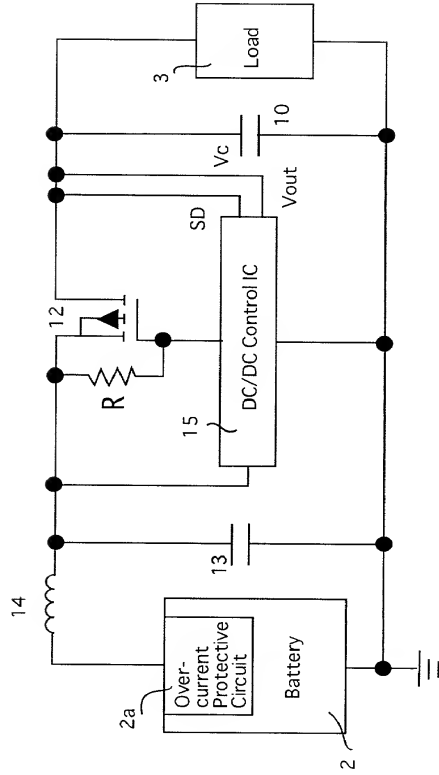 14
12
R
3
Load
Vc
10
SD
Vout
15
DC/DC Control IC
13
2a
Over-
current
Protective
Circuit
Battery
2